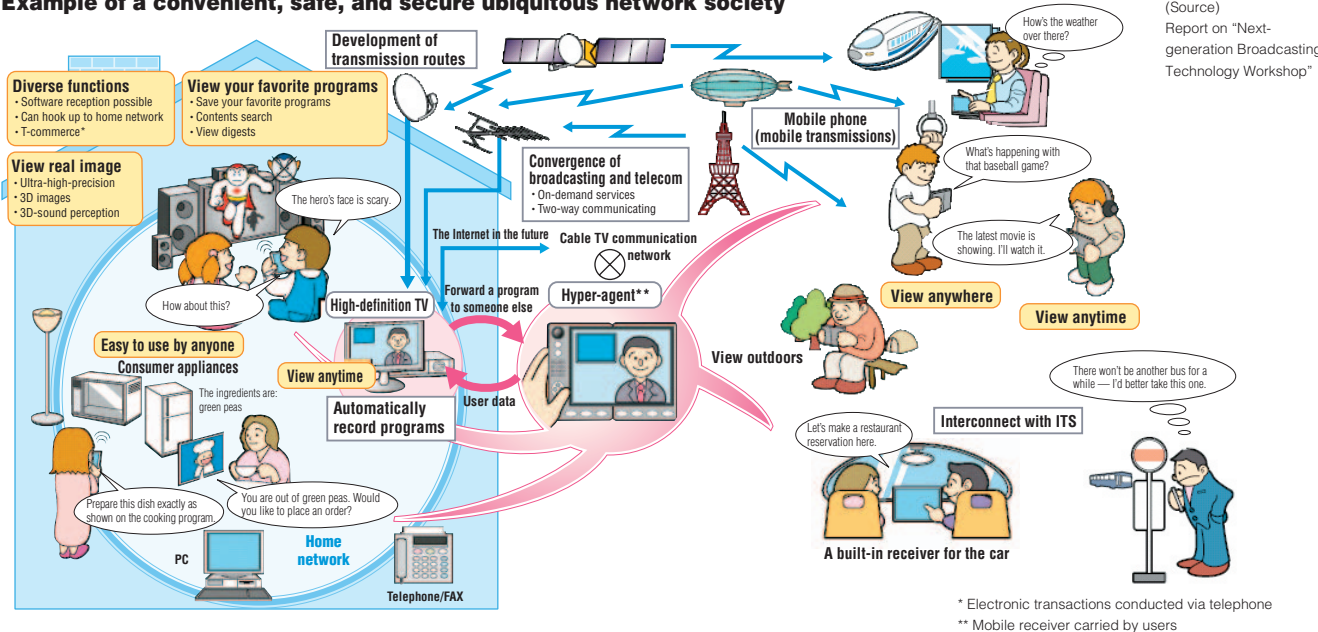 Example of a convenient, safe, and secure ubiquitous network society
(Source)
Report on “Next-
generation Broadcasting
Technology Workshop”
Development of
transmission routes
How's the weather
over there?
Diverse functions
• Software reception possible
• Can hook up to home network
• T-commerce*
View your favorite programs
• Save your favorite programs
• Contents search
• View digests
Mobile phone
(mobile transmissions)
View real image
• Ultra-high-precision
• 3D images
• 3D-sound perception
Convergence of
broadcasting and telecom
• On-demand services
• Two-way communicating
What's happening with
that baseball game?
The hero's face is scary.
The latest movie is
showing. I'll watch it.
The Internet in the future
Cable TV communication
network
How about this?
High-definition TV
Forward a program
to someone else
Hyper-agent**
View anywhere
View anytime
Easy to use by anyone
Consumer appliances
View anytime
View outdoors
The ingredients are:
green peas
User data
Automatically
record programs
There won't be another bus for a
while — I'd better take this one.
Let's make a restaurant
reservation here.
Interconnect with ITS
Prepare this dish exactly as
shown on the cooking program.
You are out of green peas. Would
you like to place an order?
PC
Home
network
A built-in receiver for the car
Telephone/FAX
* Electronic transactions conducted via telephone
** Mobile receiver carried by users